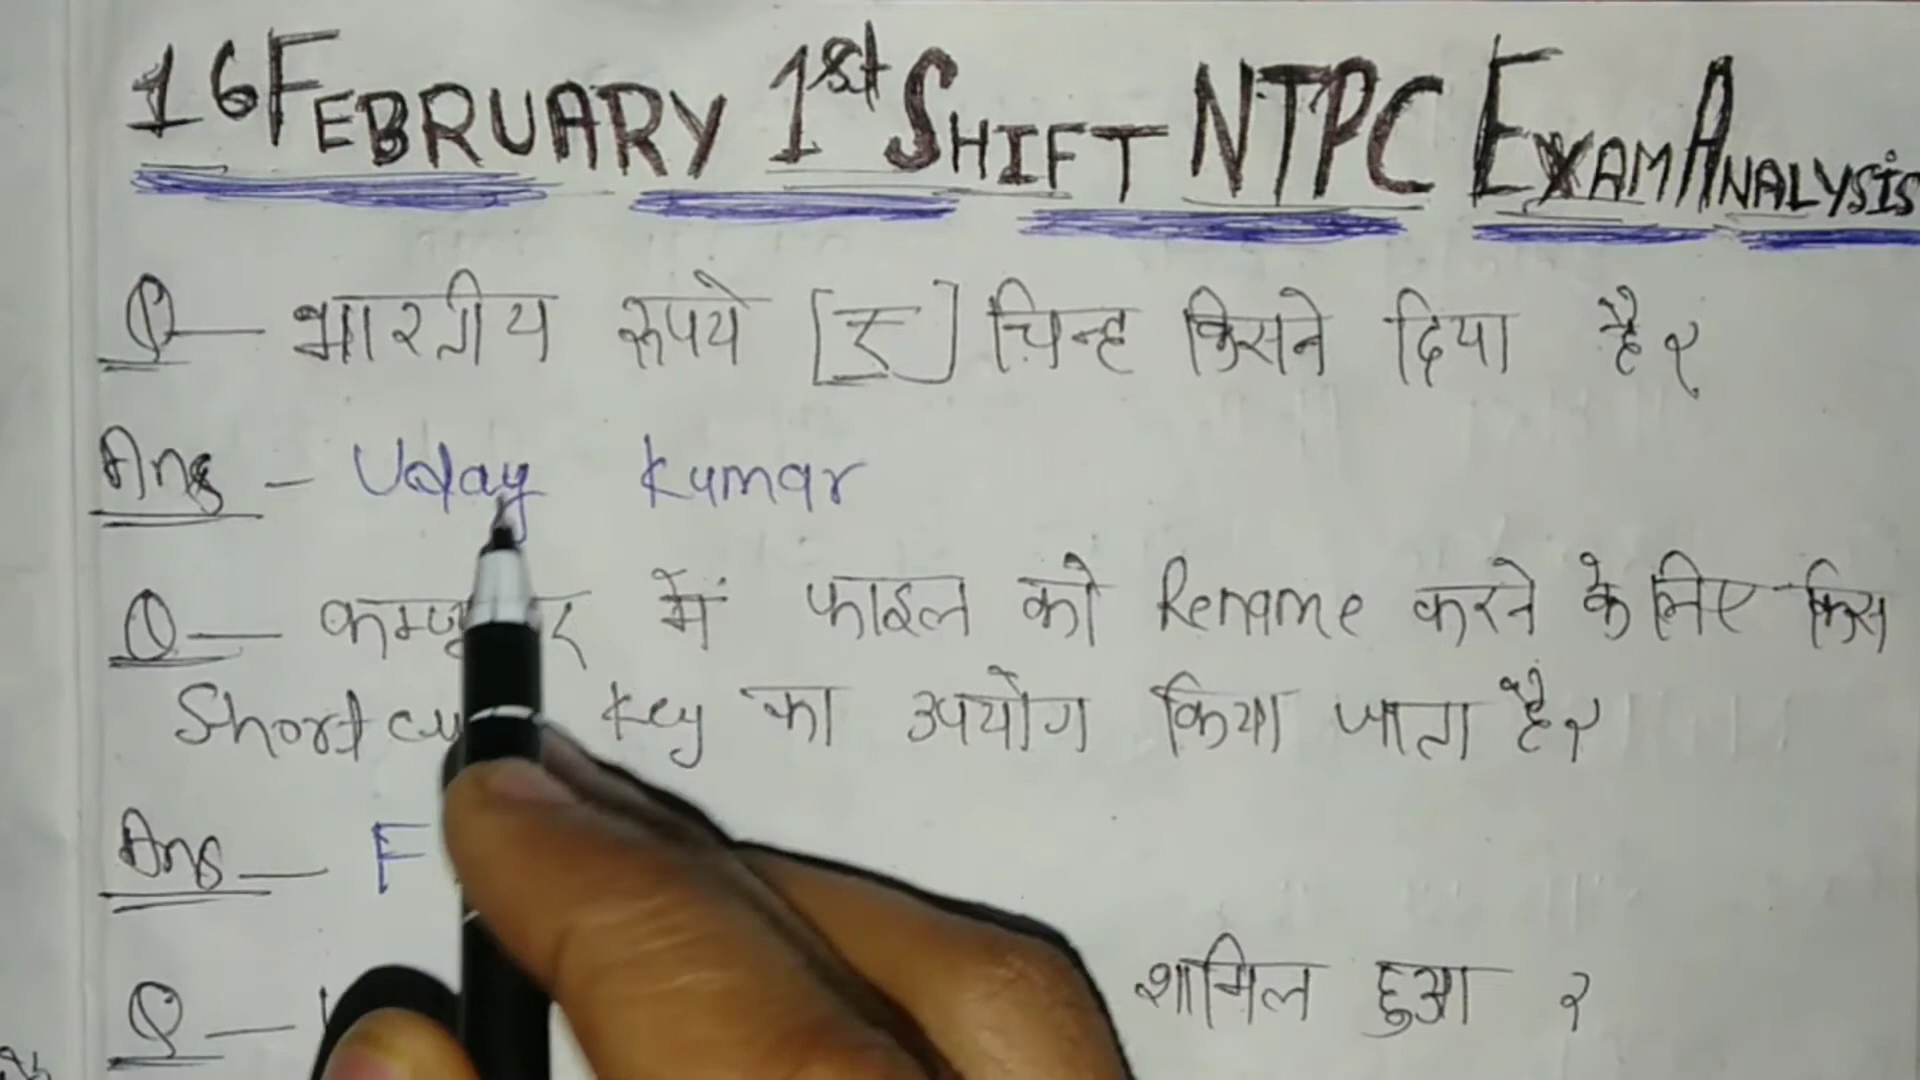 16 FEBRUARY 1st SHIFT NTPC EXAM ANALYSIS
Q — भारतीय रूपये [₹] चिन्ह किसने दिया है?
Ans - Uday Kumar
Q — में फाइल को Rename करने के लिए किस
Short key का उपयोग किया जाता है?
Ans — F
Q — शामिल हुआ ?